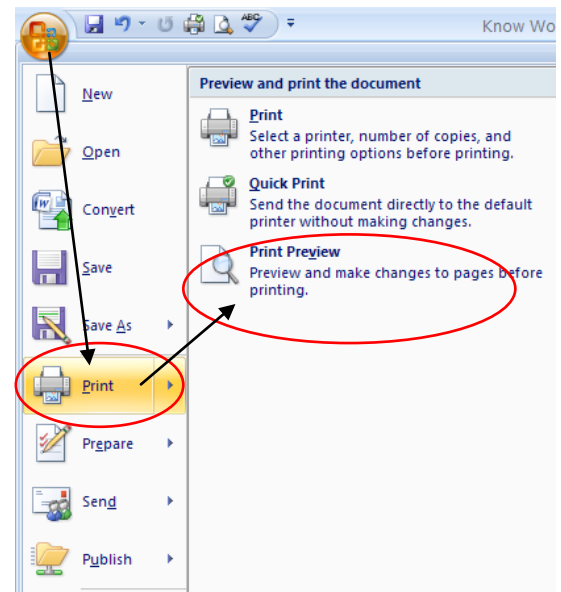 ABC
Know Wo
New
Open
Convert
Save
Save As
Print
Prepare
Send
Publish
Preview and print the document
Print
Select a printer, number of copies, and
other printing options before printing.
Quick Print
Send the document directly to the default
printer without making changes.
Print Preview
Preview and make changes to pages before
printing.